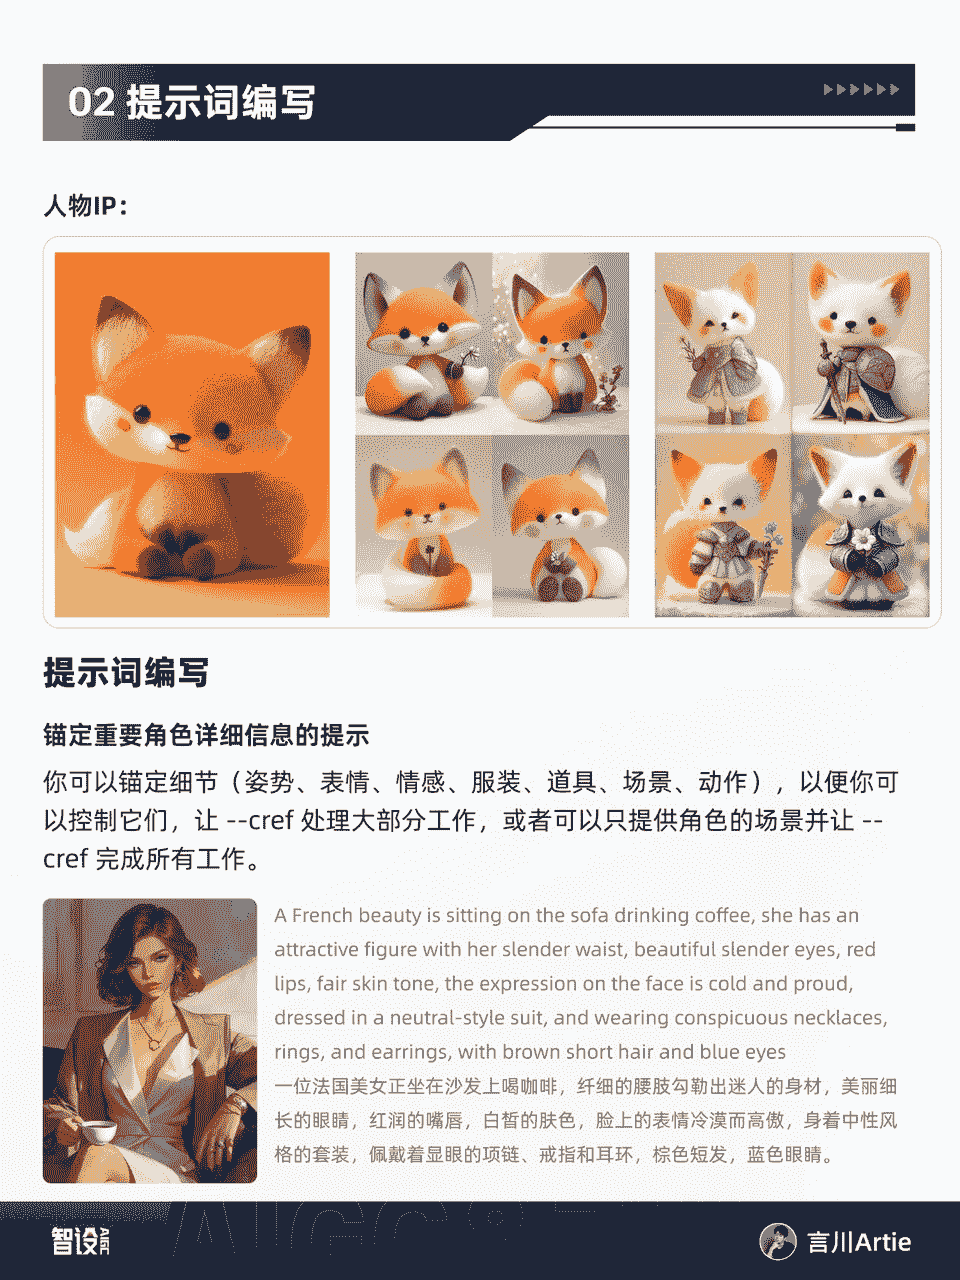 02 提示词编写
人物IP：
提示词编写
锚定重要角色详细信息的提示
你可以锚定细节（姿势、表情、情感、服装、道具、场景、动作），以便你可
以控制它们，让 --cref 处理大部分工作，或者可以只提供角色的场景并让 --
cref 完成所有工作。
A French beauty is sitting on the sofa drinking coffee, she has an
attractive figure with her slender waist, beautiful slender eyes, red
lips, fair skin tone, the expression on the face is cold and proud,
dressed in a neutral-style suit, and wearing conspicuous necklaces,
rings, and earrings, with brown short hair and blue eyes
一位法国美女正坐在沙发上喝咖啡，纤细的腰肢勾勒出迷人的身材，美丽细
长的眼睛，红润的嘴唇，白皙的肤色，脸上的表情冷漠而高傲，身着中性风
格的套装，佩戴着显眼的项链、戒指和耳环，棕色短发，蓝色眼睛。
智设AIGC
言川Artie